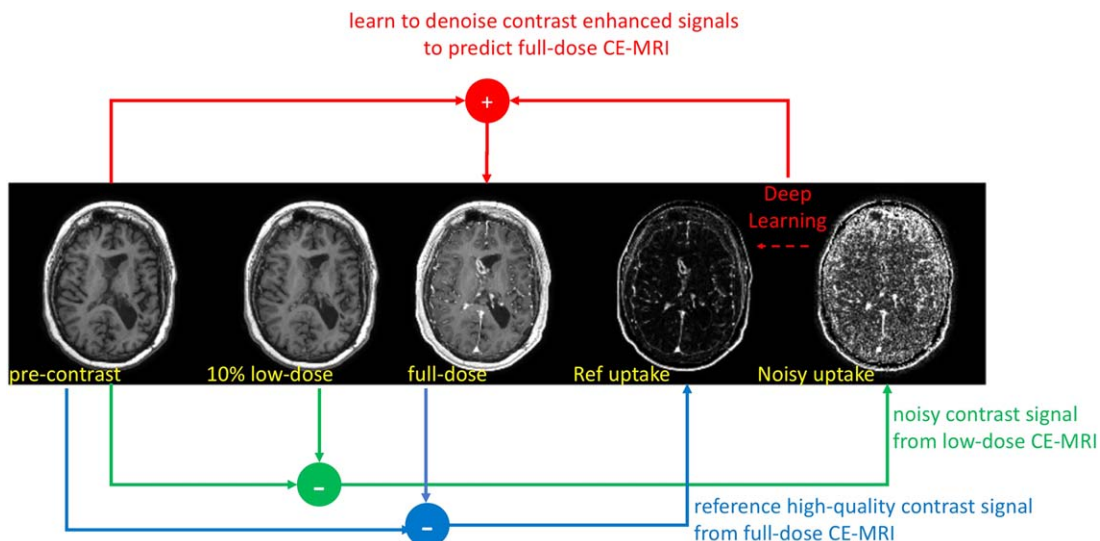 learn to denoise contrast enhanced signals
to predict full-dose CE-MRI
+
Deep
Learning
pre-contrast
10% low-dose
full-dose
Ref uptake
Noisy uptake
noisy contrast signal
from low-dose CE-MRI
-
reference high-quality contrast signal
from full-dose CE-MRI
-